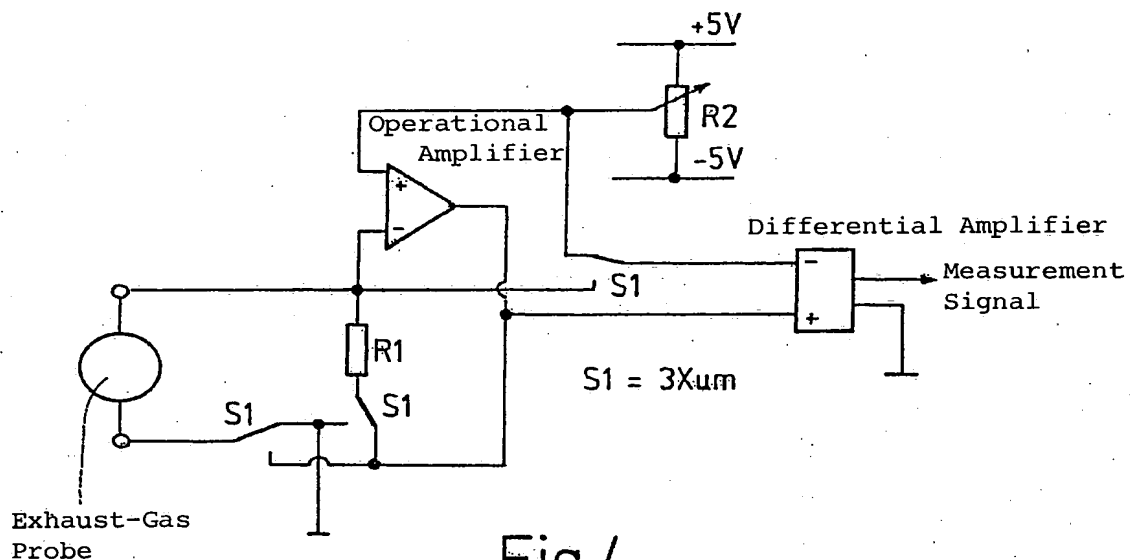 +5V
Operational
Amplifier
R2
-5V
Differential Amplifier
+
-
-
S1
Measurement
Signal
+
R1
S1 = 3Xum
S1
S1
Exhaust-Gas
Probe